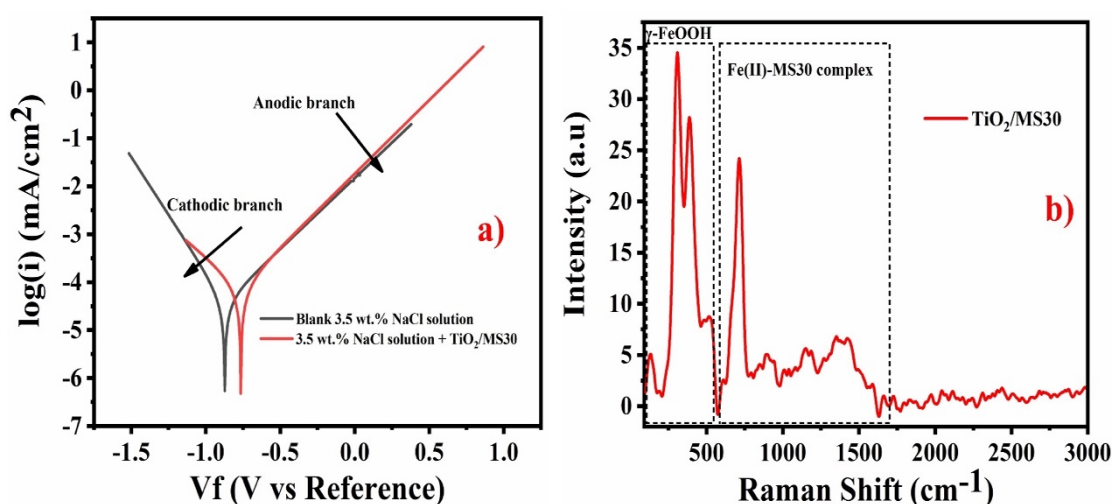 log(i) (mA/cm²)
1
0
-1
-2
-3
-4
-5
-6
-7
Anodic branch
Cathodic branch
a)
Blank 3.5 wt.% NaCl solution
3.5 wt.% NaCl solution + TiO₂/MS30
-1.5 -1.0 -0.5 0.0 0.5 1.0
Vf (V vs Reference)
Intensity (a.u)
35
30
25
20
15
10
5
0
γ-FeOOH
Fe(II)-MS30 complex
TiO₂/MS30
b)
500 1000 1500 2000 2500 3000
Raman Shift (cm⁻¹)